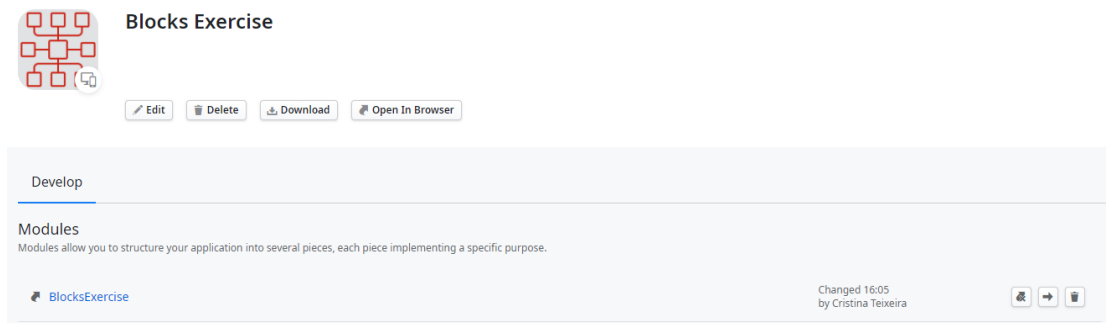 Blocks Exercise
Edit Delete Download Open In Browser
Develop
Modules
Modules allow you to structure your application into several pieces, each piece implementing a specific purpose.
BlocksExercise
Changed 16:05
by Cristina Teixeira